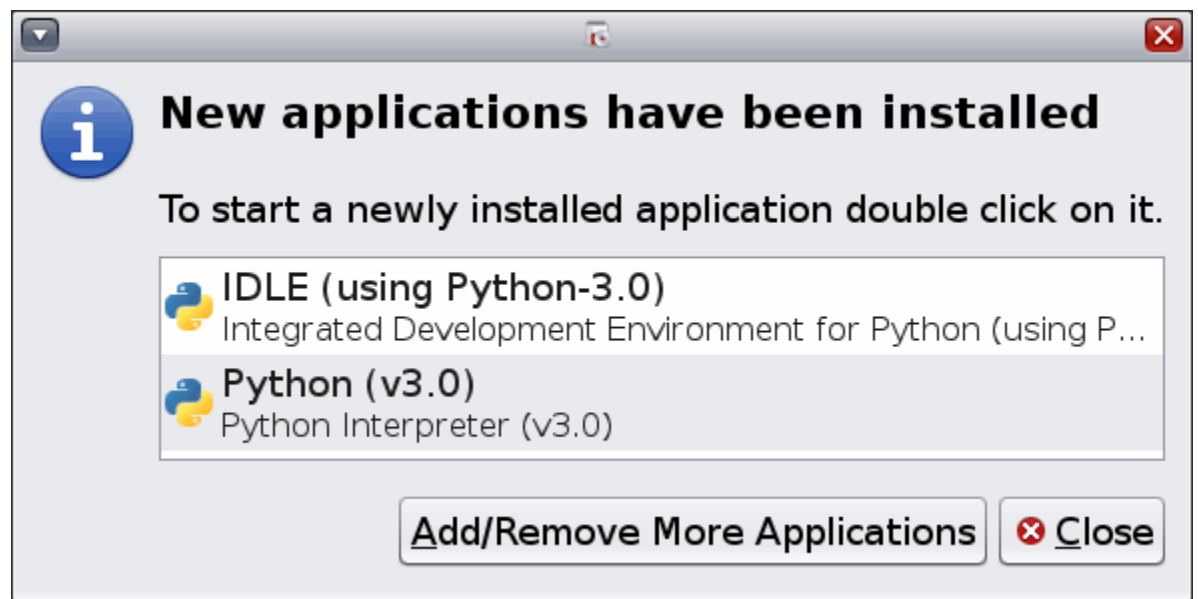 New applications have been installed
To start a newly installed application double click on it.
IDLE (using Python-3.0)
Integrated Development Environment for Python (using P...
Python (v3.0)
Python Interpreter (v3.0)
Add/Remove More Applications
Close